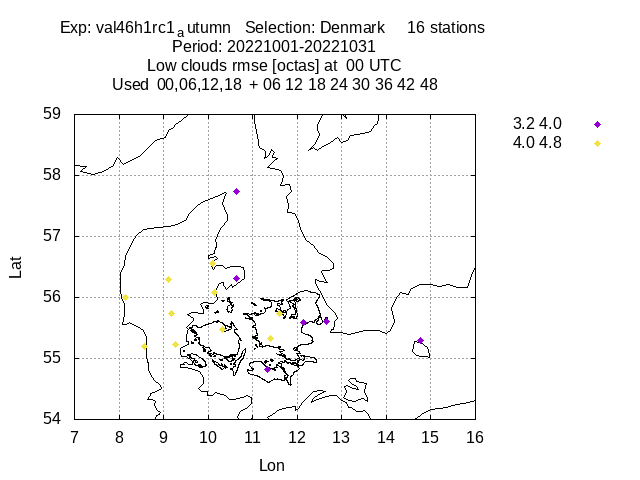 Exp: val46h1rc1a utumn   Selection: Denmark     16 stations
Period: 20221001-20221031
Low clouds rmse [octas] at  00 UTC
Used  00,06,12,18  + 06 12 18 24 30 36 42 48
3.2 4.0
4.0 4.8
59
58
57
56
55
54
Lat
7 8 9 10 11 12 13 14 15 16
Lon